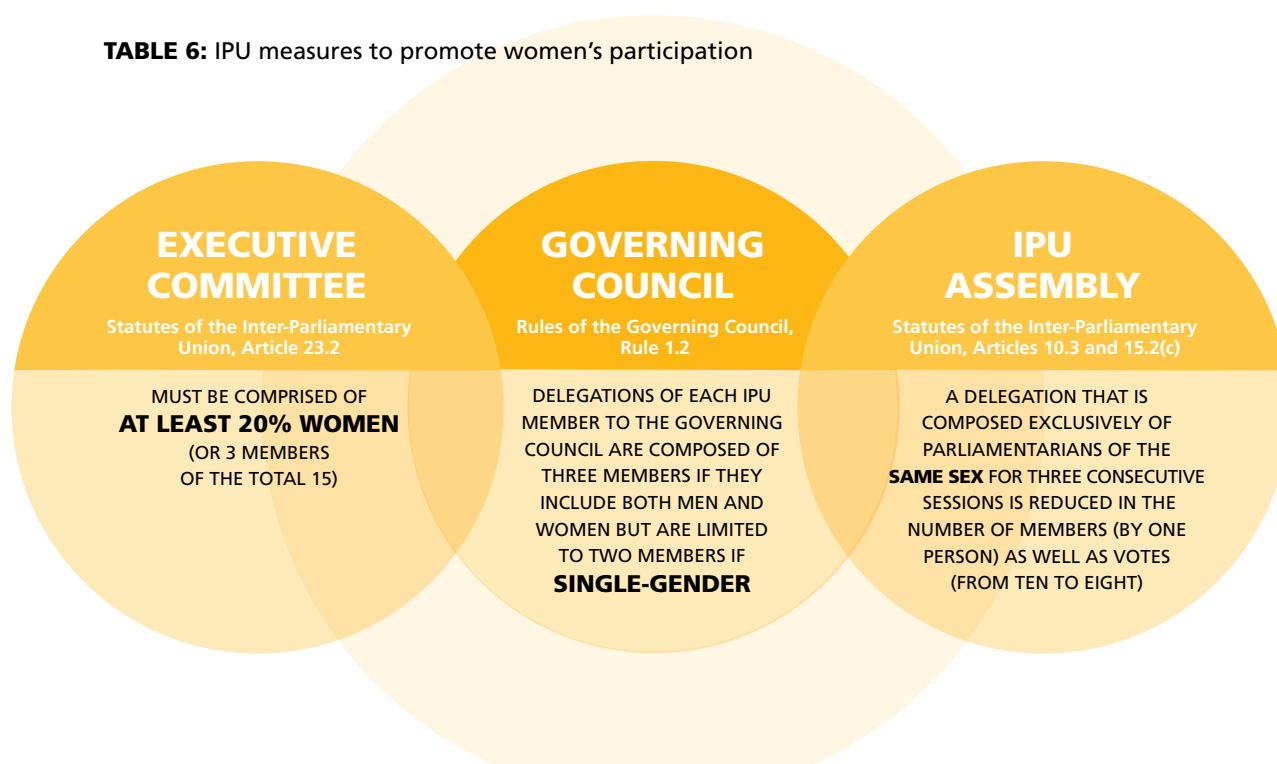 TABLE 6: IPU measures to promote women's participation
EXECUTIVE
COMMITTEE
Statutes of the Inter-Parliamentary
Union, Article 23.2
MUST BE COMPRISED OF
AT LEAST 20% WOMEN
(OR 3 MEMBERS
OF THE TOTAL 15)
GOVERNING
COUNCIL
Rules of the Governing Council,
Rule 1.2
DELEGATIONS OF EACH IPU
MEMBER TO THE GOVERNING
COUNCIL ARE COMPOSED OF
THREE MEMBERS IF THEY
INCLUDE BOTH MEN AND
WOMEN BUT ARE LIMITED
TO TWO MEMBERS IF
SINGLE-GENDER
IPU
ASSEMBLY
Statutes of the Inter-Parliamentary
Union, Articles 10.3 and 15.2(c)
A DELEGATION THAT IS
COMPOSED EXCLUSIVELY OF
PARLIAMENTARIANS OF THE
SAME SEX FOR THREE CONSECUTIVE
SESSIONS IS REDUCED IN THE
NUMBER OF MEMBERS (BY ONE
PERSON) AS WELL AS VOTES
(FROM TEN TO EIGHT)